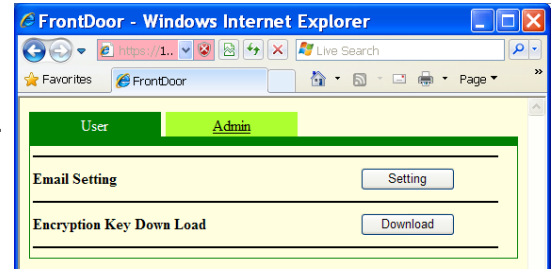 FrontDoor - Windows Internet Explorer
https://1..
Live Search
Favorites FrontDoor Page »
User Admin
Email Setting Setting
Encryption Key Down Load Download